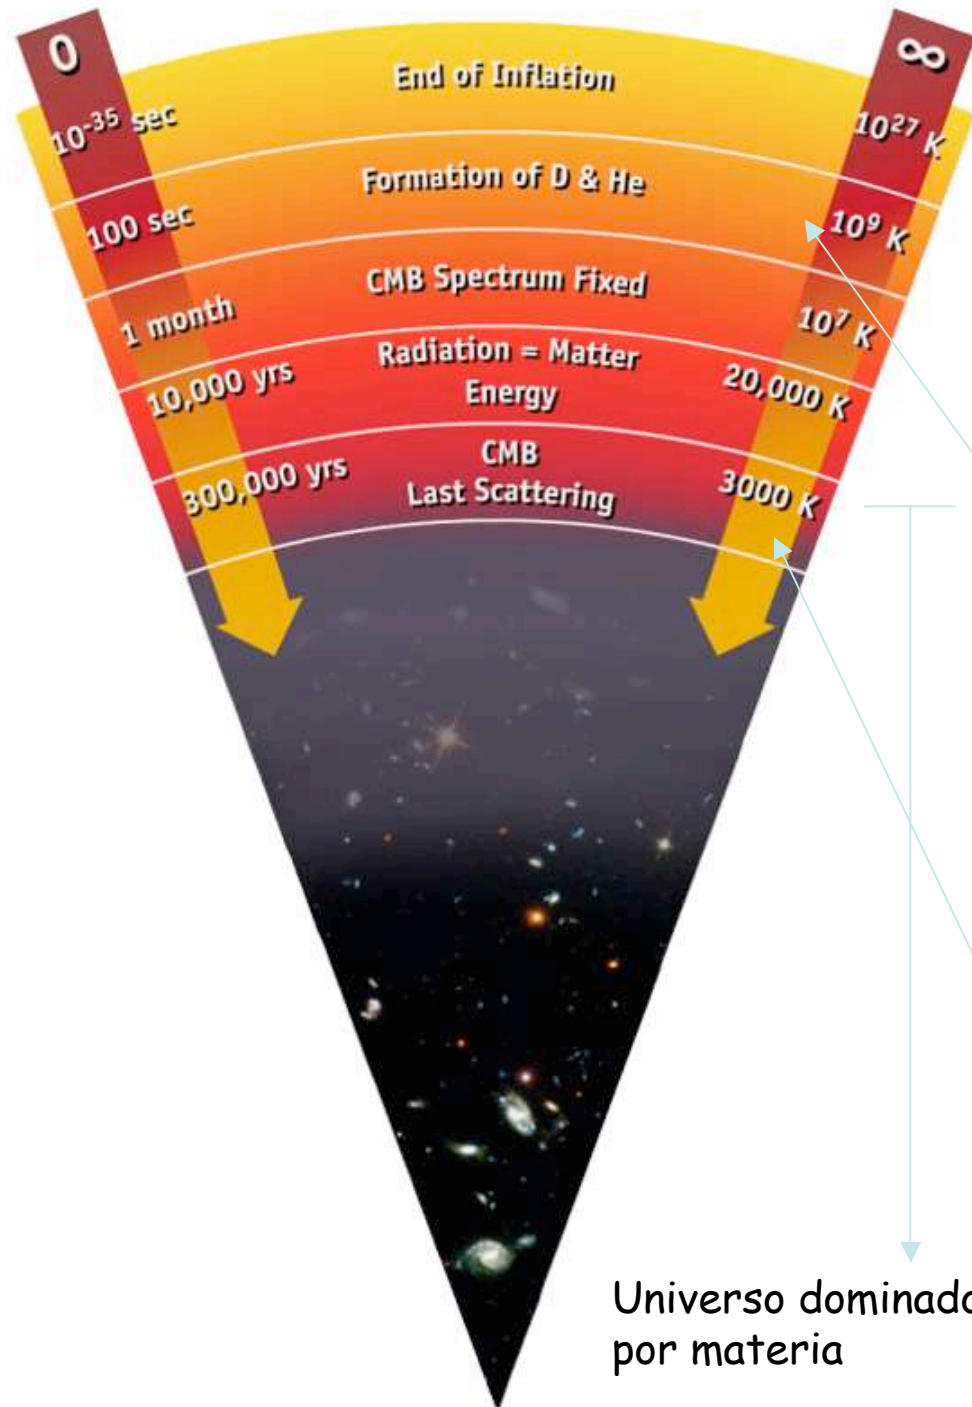 0
∞
End of Inflation
10⁻³⁵ sec
10²⁷ K
Formation of D & He
100 sec
10⁹ K
CMB Spectrum Fixed
1 month
10⁷ K
Radiation = Matter
Energy
10,000 yrs
20,000 K
CMB
Last Scattering
300,000 yrs
3000 K
Universo dominado
por materia